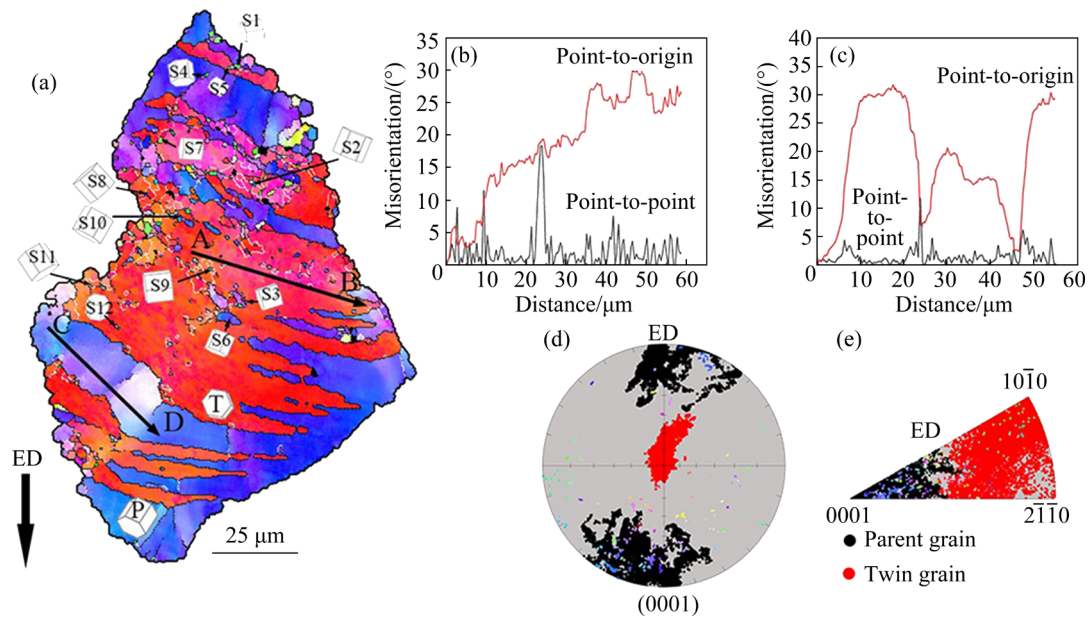 (a)
S1
S4
S5
S7
S2
S8
S10
A
S11
S9
B
S3
S12
C
S6
T
D
ED
P
25 μm
(b)
Point-to-origin
Point-to-point
Misorientation/(°)
35
30
25
20
15
10
5
0
0 10 20 30 40 50 60
Distance/μm
(c)
Point-to-origin
Point-
to-
point
Misorientation/(°)
40
35
30
25
20
15
10
5
0
0 10 20 30 40 50 60
Distance/μm
(d)
ED
(0001)
(e)
101̄0
ED
0001
21̄1̄0
Parent grain
Twin grain